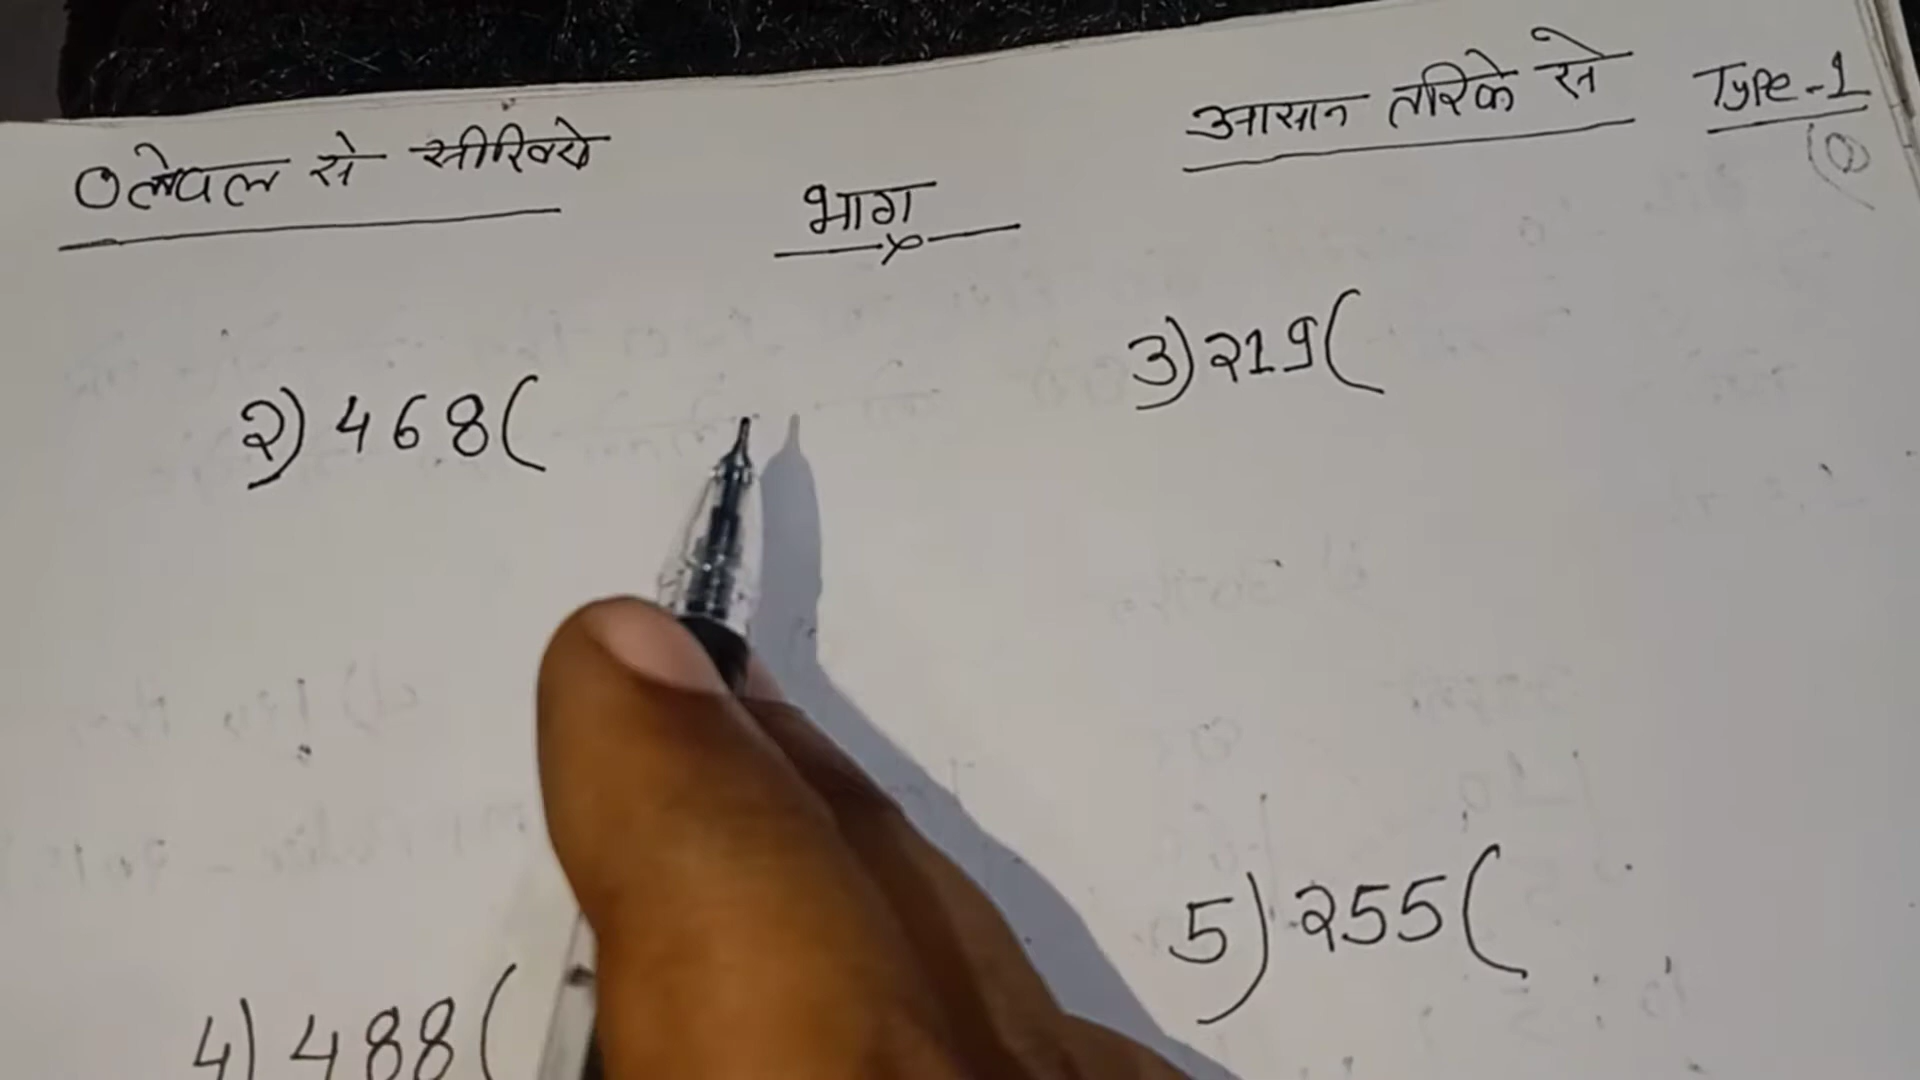 0 लेवल से सीखिये
आसान तरिके से Type-1
भाग
2) 468(
3) 219(
5) 255(
4) 488(